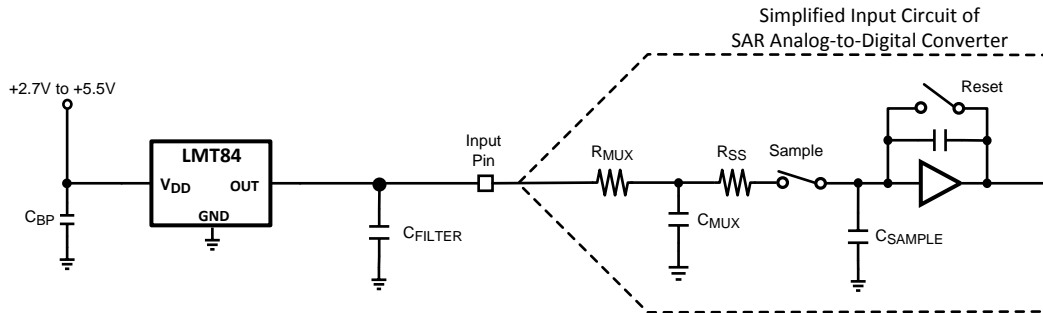 Simplified Input Circuit of
SAR Analog-to-Digital Converter
+2.7V to +5.5V
Reset
LMT84
Input
Pin
RMUX
RSS
Sample
VDD
OUT
GND
CBP
CFILTER
CMUX
CSAMPLE